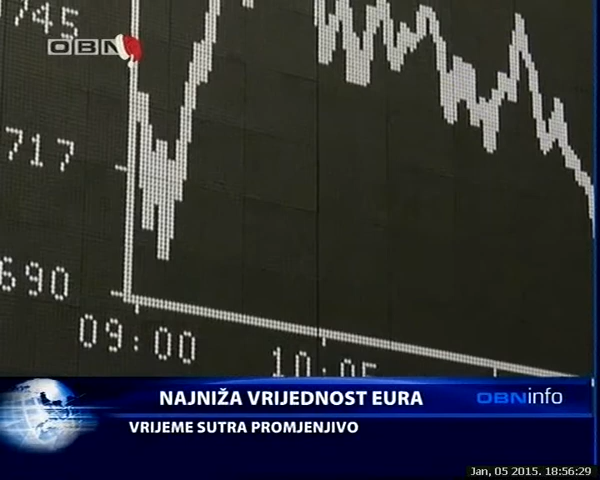 745
OBN
717
690
09:00
10:05
NAJNIŽA VRIJEDNOST EURA
OBNinfo
VRIJEME SUTRA PROMJENJIVO
Jan, 05 2015. 18:56:29